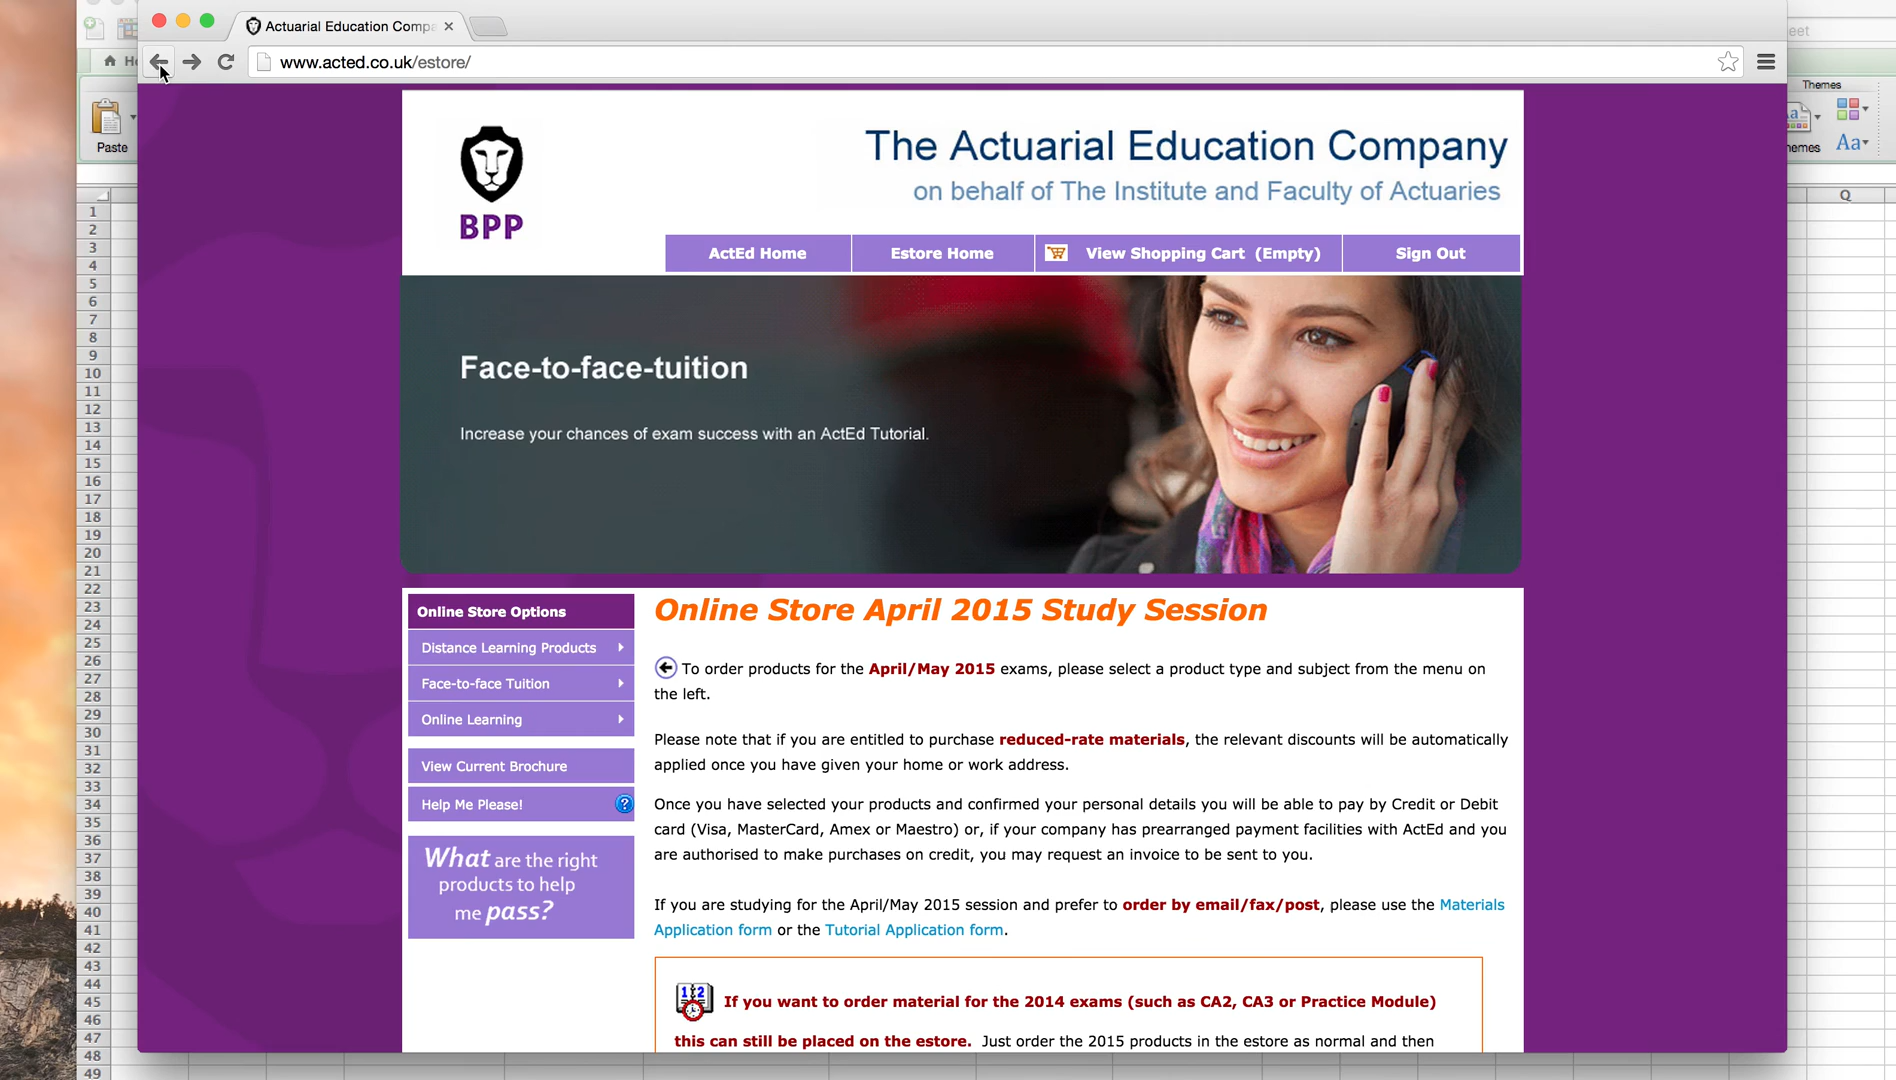 Actuarial Education Compa
www.acted.co.uk/estore/
Paste
Themes
Q
1
2
3
4
5
6
7
8
9
10
11
12
13
14
15
16
17
18
19
20
21
22
23
24
25
26
27
28
29
30
31
32
33
34
35
36
37
38
39
40
41
42
43
44
45
46
47
48
49
BPP
The Actuarial Education Company
on behalf of The Institute and Faculty of Actuaries
ActEd Home Estore Home View Shopping Cart (Empty) Sign Out
Face-to-face-tuition
Increase your chances of exam success with an ActEd Tutorial.
Online Store Options
Distance Learning Products
Face-to-face Tuition
Online Learning
View Current Brochure
Help Me Please! ?
What are the right
products to help
me pass?
Online Store April 2015 Study Session
To order products for the April/May 2015 exams, please select a product type and subject from the menu on
the left.
Please note that if you are entitled to purchase reduced-rate materials, the relevant discounts will be automatically
applied once you have given your home or work address.
Once you have selected your products and confirmed your personal details you will be able to pay by Credit or Debit
card (Visa, MasterCard, Amex or Maestro) or, if your company has prearranged payment facilities with ActEd and you
are authorised to make purchases on credit, you may request an invoice to be sent to you.
If you are studying for the April/May 2015 session and prefer to order by email/fax/post, please use the Materials
Application form or the Tutorial Application form.
If you want to order material for the 2014 exams (such as CA2, CA3 or Practice Module)
this can still be placed on the estore. Just order the 2015 products in the estore as normal and then